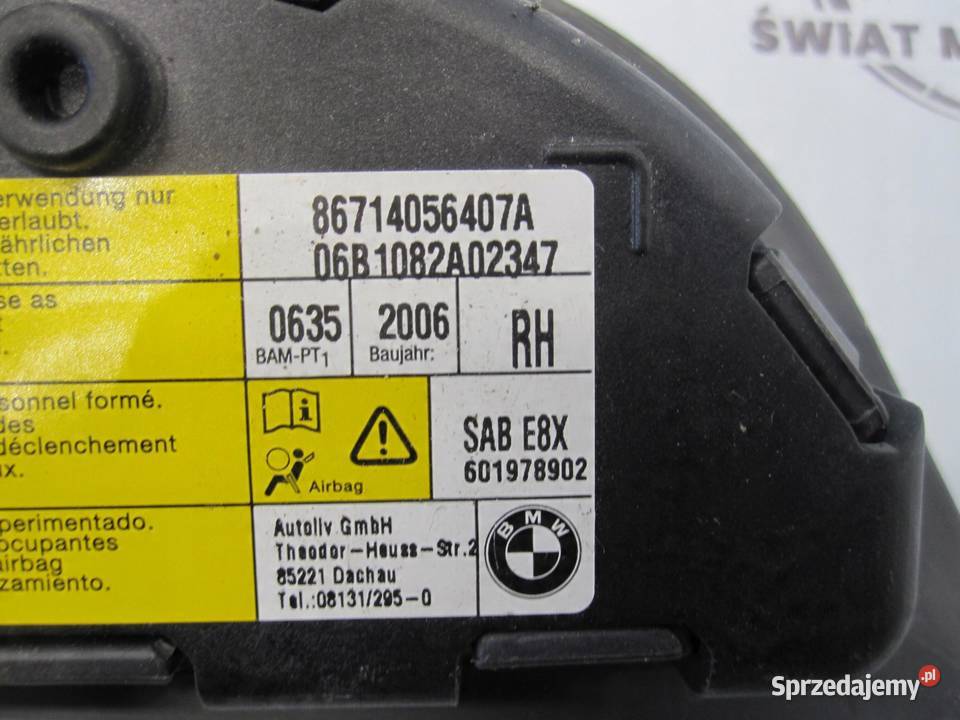 ŚWIAT M
erwendung nur
erlaubt.
ährlichen
tten.
se as
t
sonnel formé.
des
déclenchement
ux.
perimentado.
ocupantes
airbag
zamiento.
86714056407A
06B1082A02347
0635
BAM-PT1
2006
Baujahr:
RH
i
Airbag
SAB E8X
601978902
Autoliv GmbH
Theodor-Heuss-Str.2
85221 Dachau
Tel.:08131/295-0
BMW
Sprzedajemy.pl